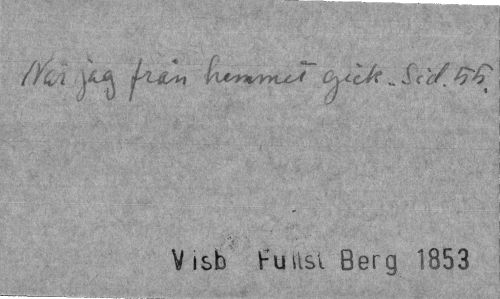 När jag från hemmet gick. Sid. 55.
Visb Fullst Berg 1853